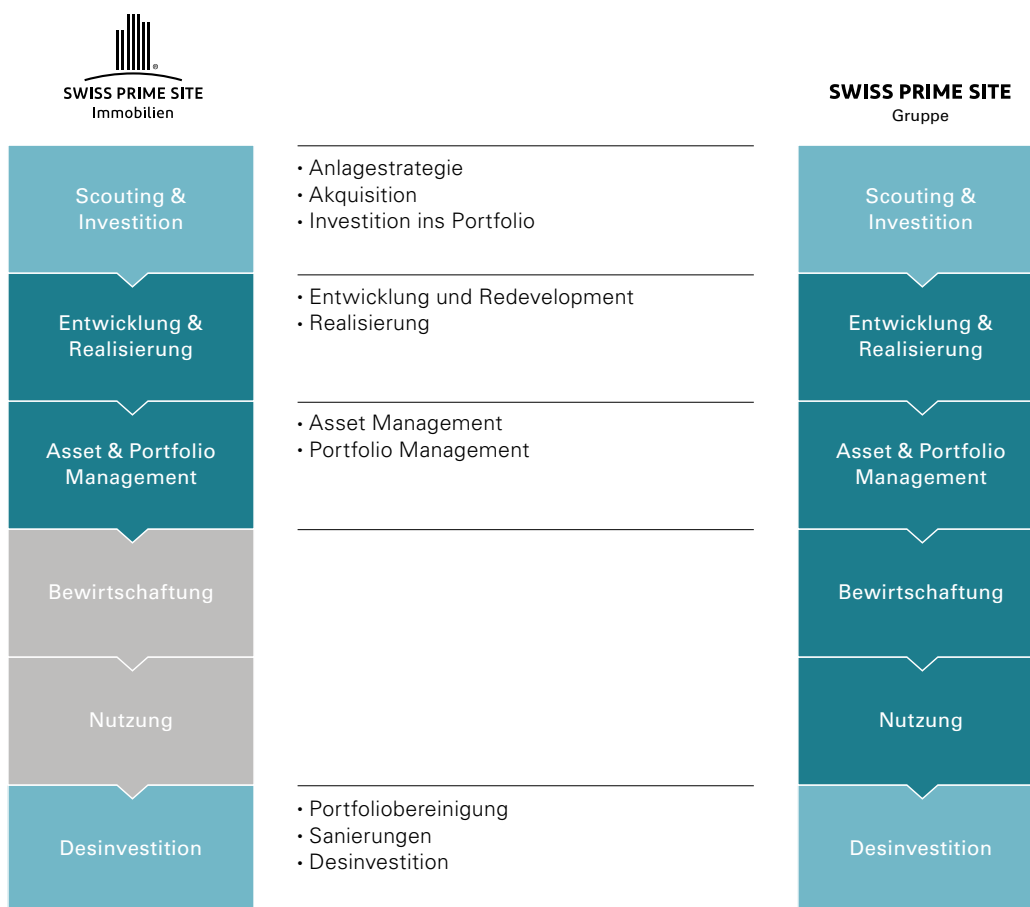 SWISS PRIME SITE
Immobilien
SWISS PRIME SITE
Gruppe
Scouting &
Investition
• Anlagestrategie
• Akquisition
• Investition ins Portfolio
Scouting &
Investition
Entwicklung &
Realisierung
• Entwicklung und Redevelopment
• Realisierung
Entwicklung &
Realisierung
Asset & Portfolio
Management
• Asset Management
• Portfolio Management
Asset & Portfolio
Management
Bewirtschaftung
Bewirtschaftung
Nutzung
Nutzung
Desinvestition
• Portfoliobereinigung
• Sanierungen
• Desinvestition
Desinvestition